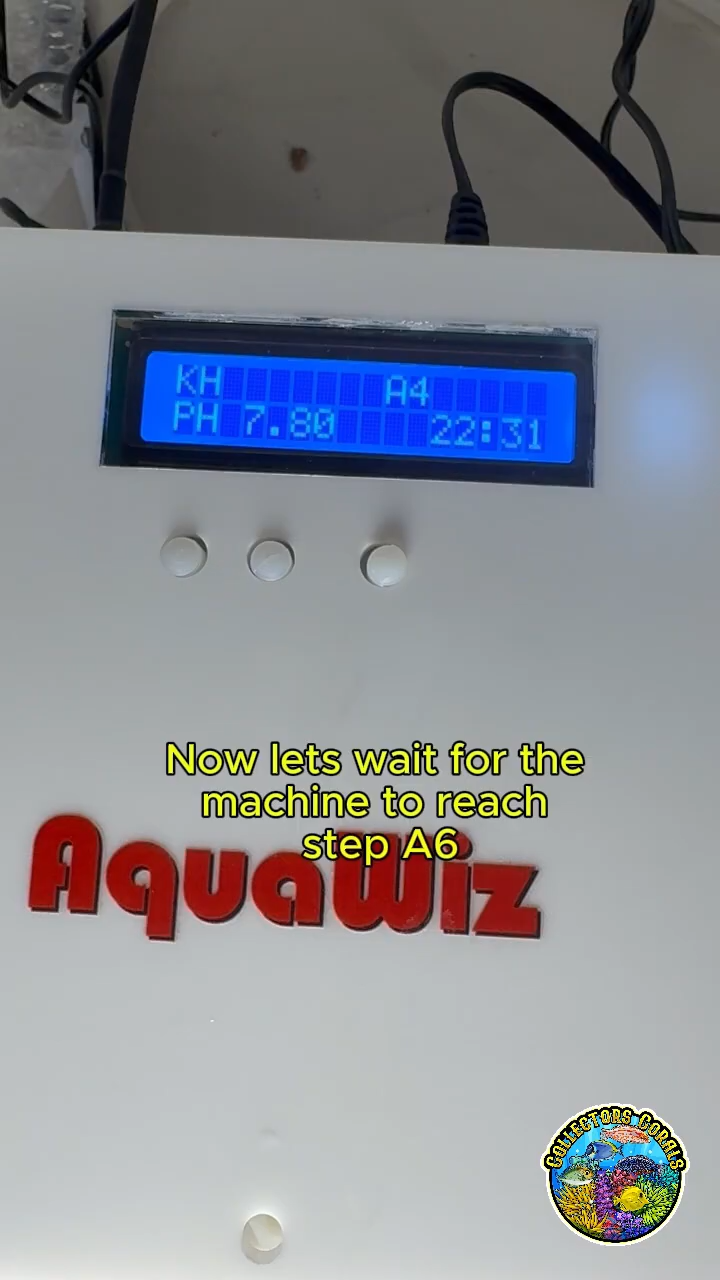 KH A4
PH 7.80 22:31
Now lets wait for the
machine to reach
step A6
AquaWiz
COLLECTORS CORALS